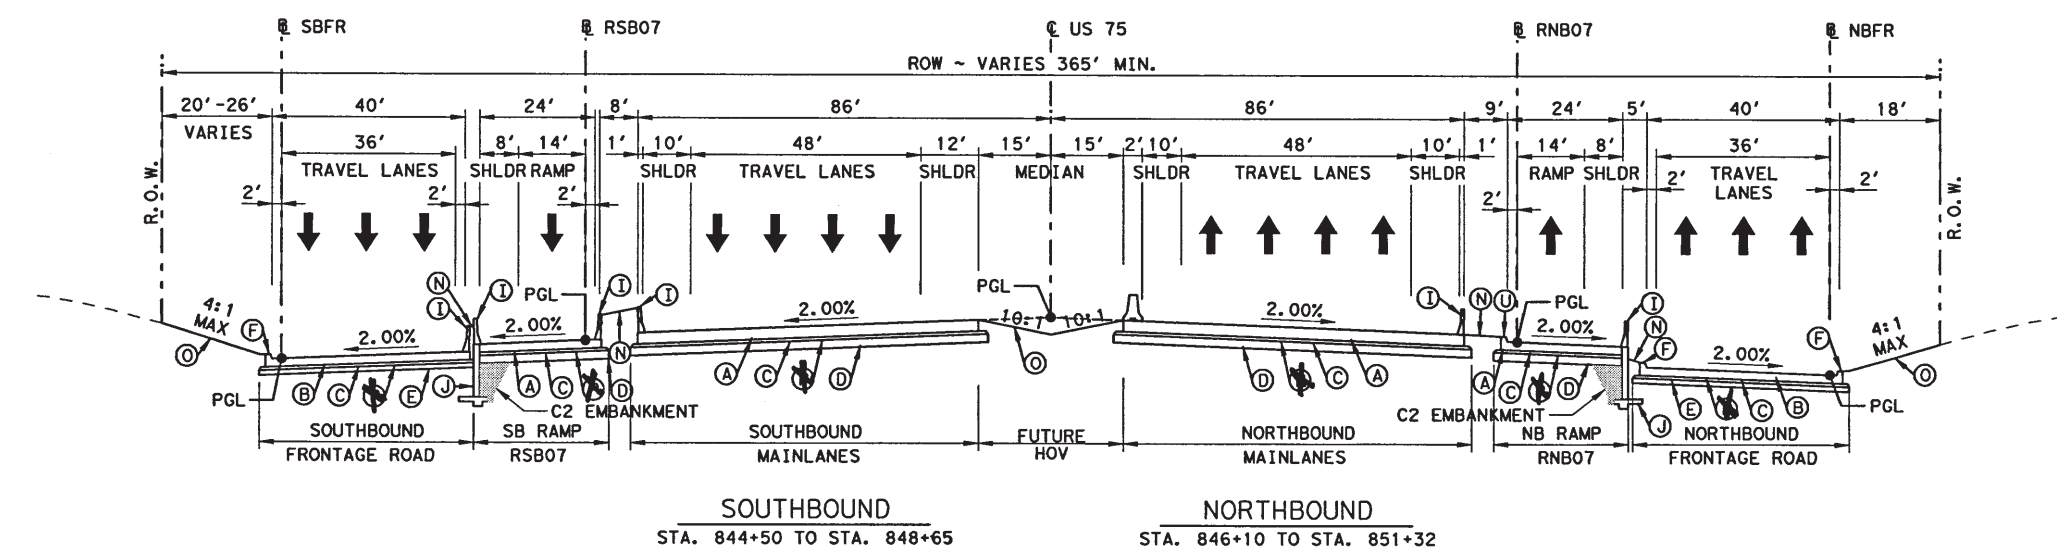 ℄ SBFR ℄ RSB07 ℄ US 75 ℄ RNB07 ℄ NBFR
ROW ~ VARIES 365' MIN.
20'-26' 40' 24' 8' 86' 86' 9' 24' 5' 40' 18'
VARIES
36' 8' 14' 1' 10' 48' 12' 15' 15' 2' 10' 48' 10' 1' 14' 8' 36'
TRAVEL LANES SHLDR RAMP SHLDR TRAVEL LANES SHLDR MEDIAN SHLDR TRAVEL LANES SHLDR RAMP SHLDR TRAVEL
LANES
2' 2' 2' 2' 2' 2'
R.O.W. R.O.W.
N I PGL I I PGL I N U PGL I
I N F
4:1 MAX F 2.00% 2.00% 2.00% 10:1 10:1 2.00% 2.00% 2.00% F 4:1 MAX
O N O O
PGL B C E J A C D A C D D C A A C D E C B PGL
C2 EMBANKMENT C2 EMBANKMENT J
SOUTHBOUND SB RAMP SOUTHBOUND FUTURE NORTHBOUND NB RAMP NORTHBOUND
FRONTAGE ROAD RSB07 MAINLANES HOV MAINLANES RNB07 FRONTAGE ROAD
SOUTHBOUND NORTHBOUND
STA. 844+50 TO STA. 848+65 STA. 846+10 TO STA. 851+32